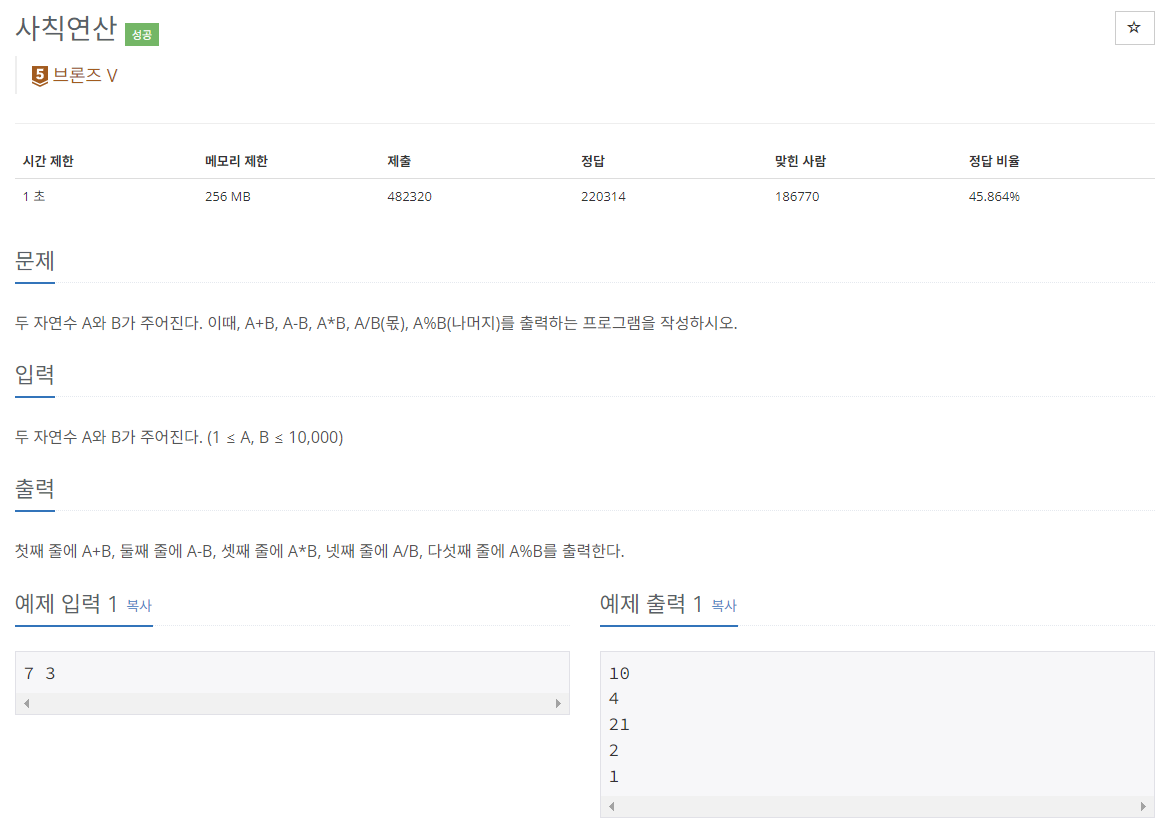 사칙연산 성공
☆
5 브론즈 V
시간 제한 메모리 제한 제출 정답 맞힌 사람 정답 비율
1 초 256 MB 482320 220314 186770 45.864%
문제
두 자연수 A와 B가 주어진다. 이때, A+B, A-B, A*B, A/B(몫), A%B(나머지)를 출력하는 프로그램을 작성하시오.
입력
두 자연수 A와 B가 주어진다. (1 ≤ A, B ≤ 10,000)
출력
첫째 줄에 A+B, 둘째 줄에 A-B, 셋째 줄에 A*B, 넷째 줄에 A/B, 다섯째 줄에 A%B를 출력한다.
예제 입력 1 복사
7 3
예제 출력 1 복사
10
4
21
2
1